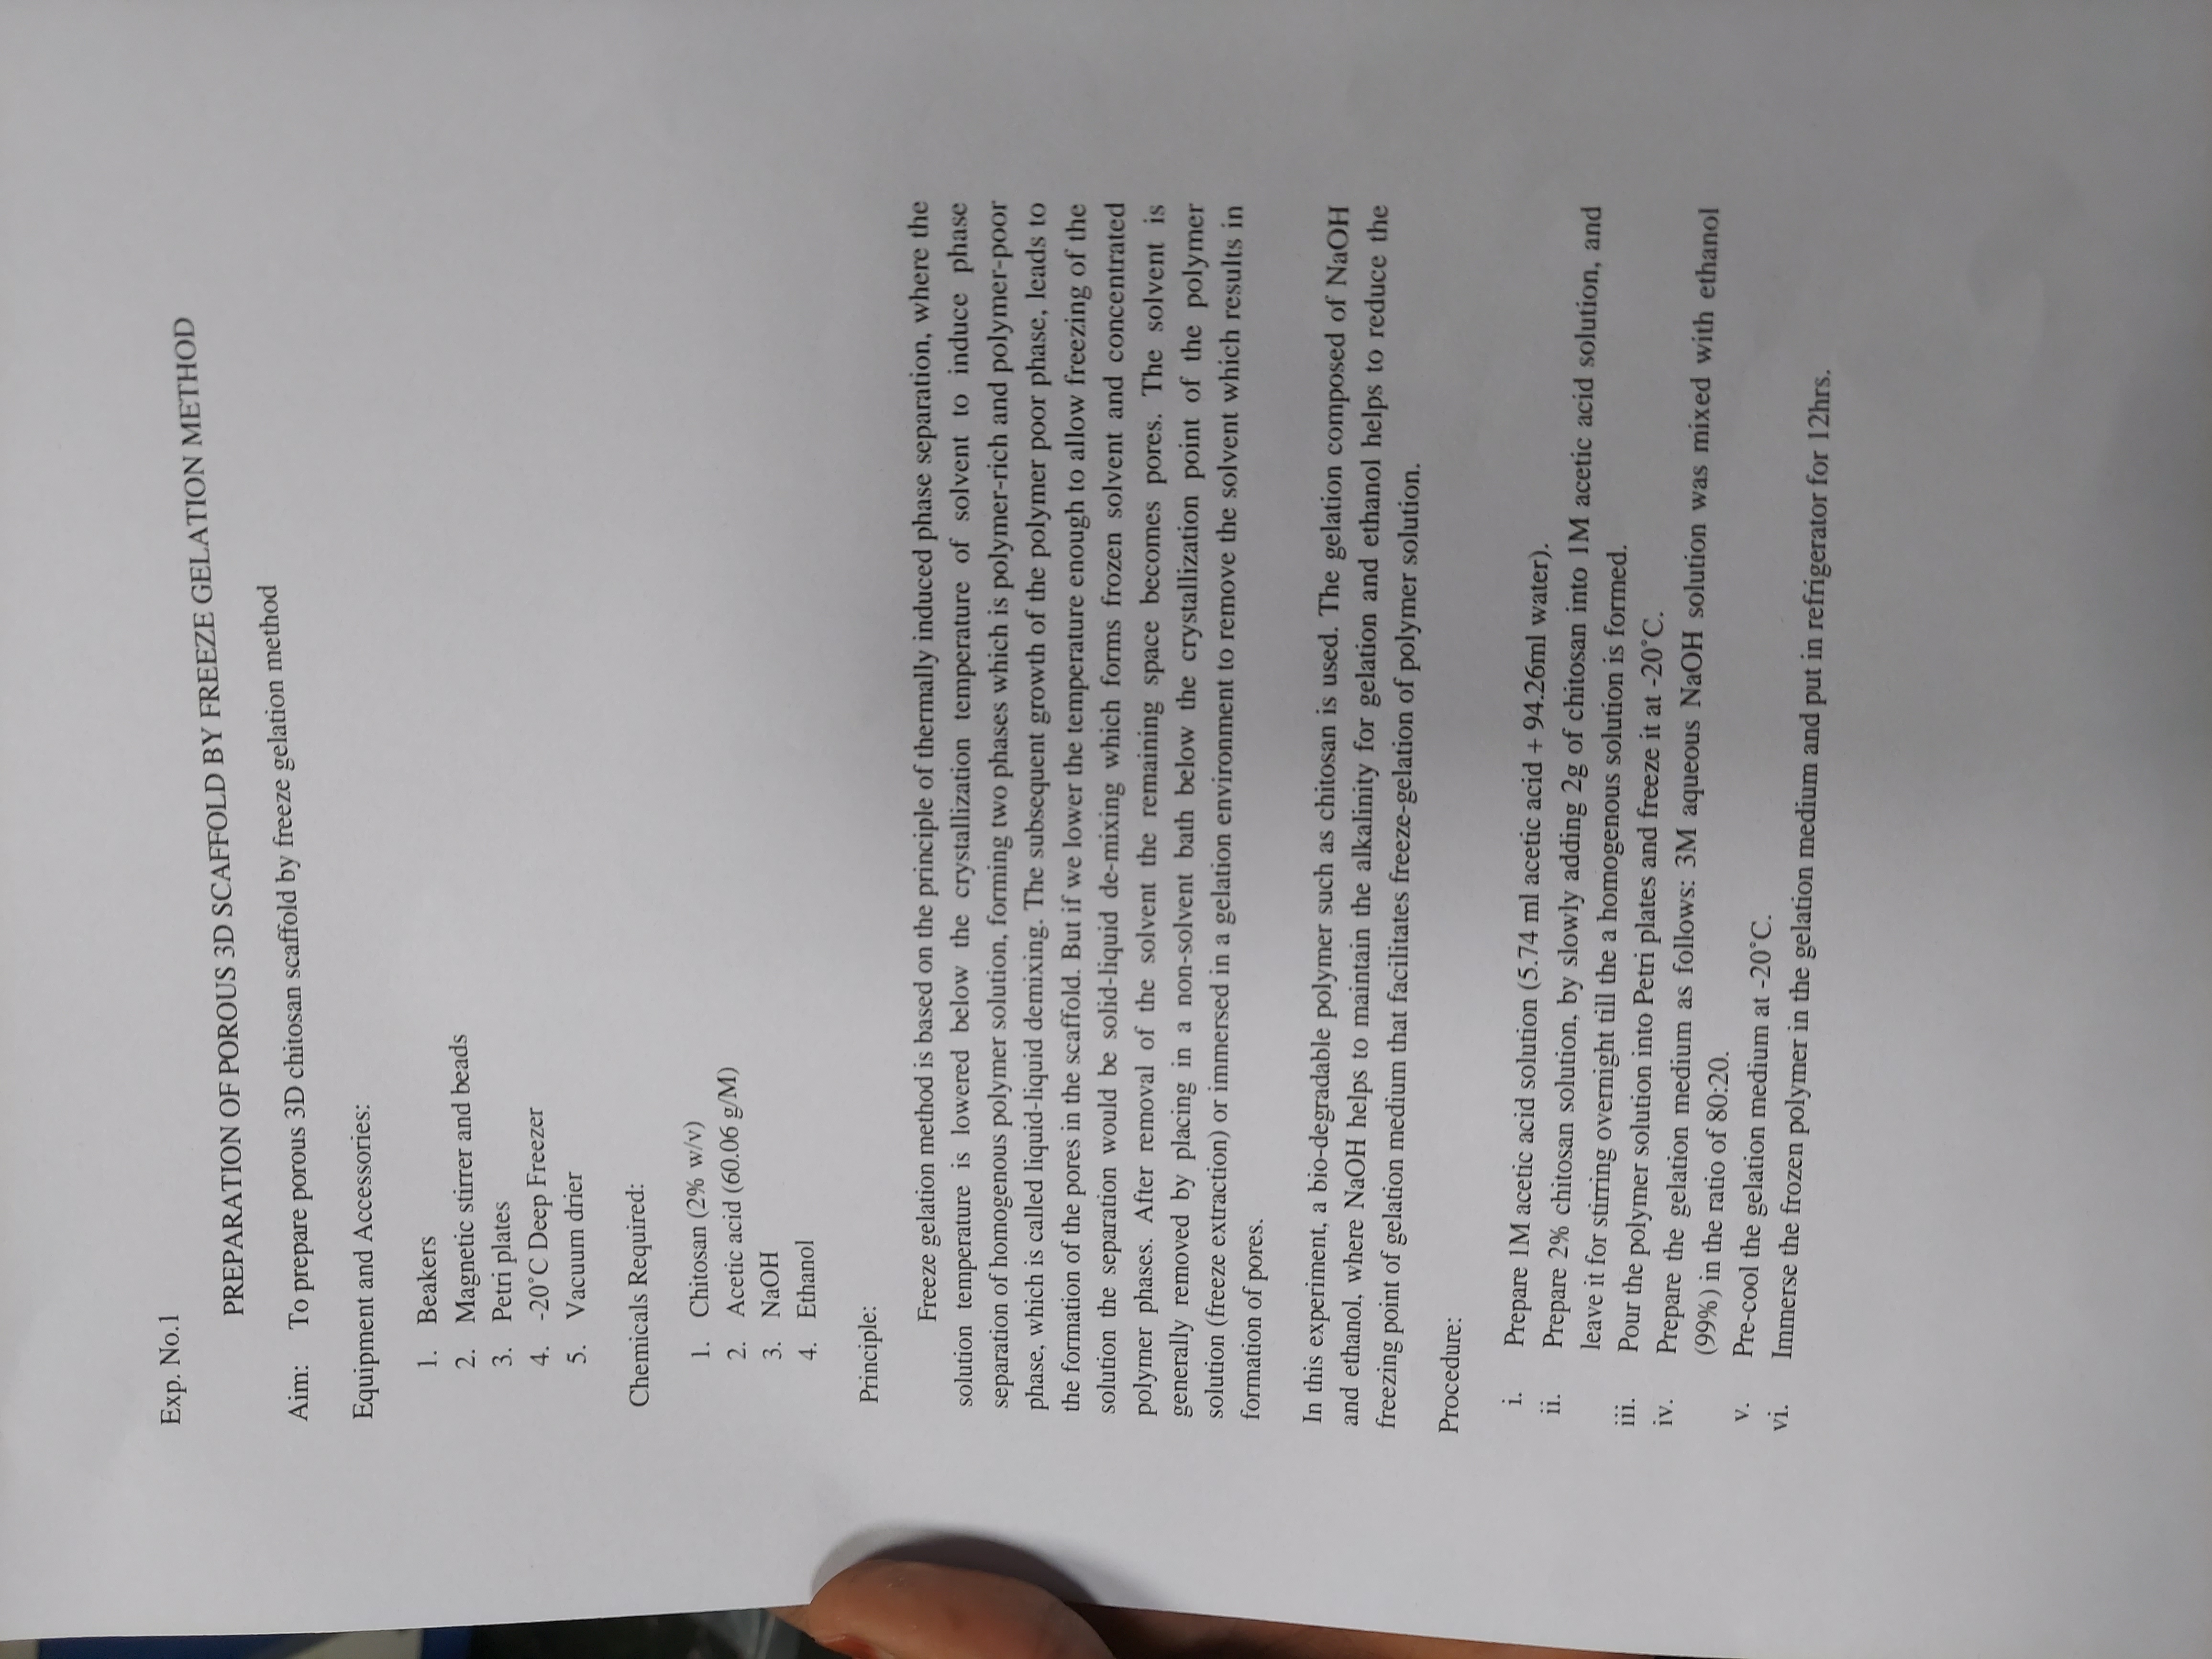 Exp. No.1
PREPARATION OF POROUS 3D SCAFFOLD BY FREEZE GELATION METHOD
Aim: To prepare porous 3D chitosan scaffold by freeze gelation method
Equipment and Accessories:
1. Beakers
2. Magnetic stirrer and beads
3. Petri plates
4. -20°C Deep Freezer
5. Vacuum drier
Chemicals Required:
1. Chitosan (2% w/v)
2. Acetic acid (60.06 g/M)
3. NaOH
4. Ethanol
Principle:
Freeze gelation method is based on the principle of thermally induced phase separation, where the
solution temperature is lowered below the crystallization temperature of solvent to induce phase
separation of homogenous polymer solution, forming two phases which is polymer-rich and polymer-poor
phase, which is called liquid-liquid demixing. The subsequent growth of the polymer poor phase, leads to
the formation of the pores in the scaffold. But if we lower the temperature enough to allow freezing of the
solution the separation would be solid-liquid de-mixing which forms frozen solvent and concentrated
polymer phases. After removal of the solvent the remaining space becomes pores. The solvent is
generally removed by placing in a non-solvent bath below the crystallization point of the polymer
solution (freeze extraction) or immersed in a gelation environment to remove the solvent which results in
formation of pores.
In this experiment, a bio-degradable polymer such as chitosan is used. The gelation composed of NaOH
and ethanol, where NaOH helps to maintain the alkalinity for gelation and ethanol helps to reduce the
freezing point of gelation medium that facilitates freeze-gelation of polymer solution.
Procedure:
i. Prepare 1M acetic acid solution (5.74 ml acetic acid + 94.26ml water).
ii. Prepare 2% chitosan solution, by slowly adding 2g of chitosan into 1M acetic acid solution, and
leave it for stirring overnight till the a homogenous solution is formed.
iii. Pour the polymer solution into Petri plates and freeze it at -20°C.
iv. Prepare the gelation medium as follows: 3M aqueous NaOH solution was mixed with ethanol
(99%) in the ratio of 80:20.
v. Pre-cool the gelation medium at -20°C.
vi. Immerse the frozen polymer in the gelation medium and put in refrigerator for 12hrs.